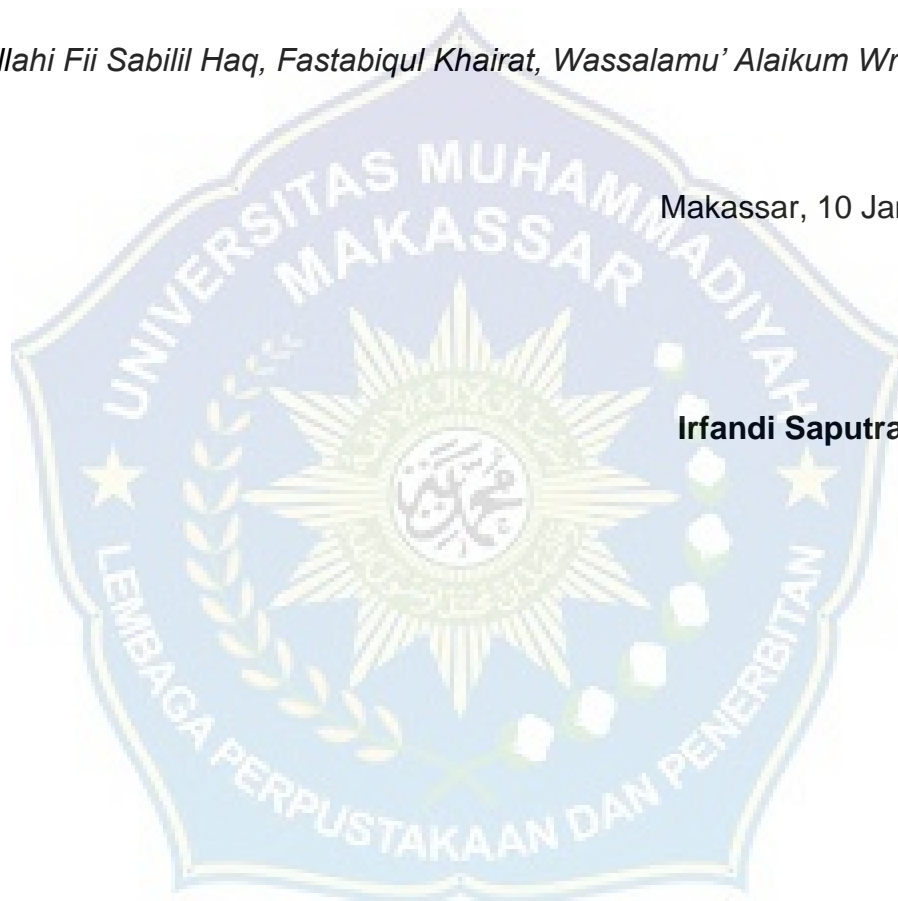 llahi Fii Sabilil Haq, Fastabiqul Khairat, Wassalamu' Alaikum Wr
Makassar, 10 Jan
Irfandi Saputra
UNIVERSITAS MUHAMMADIYAH
MAKASSAR
LEMBAGA PERPUSTAKAAN DAN PENERBITAN